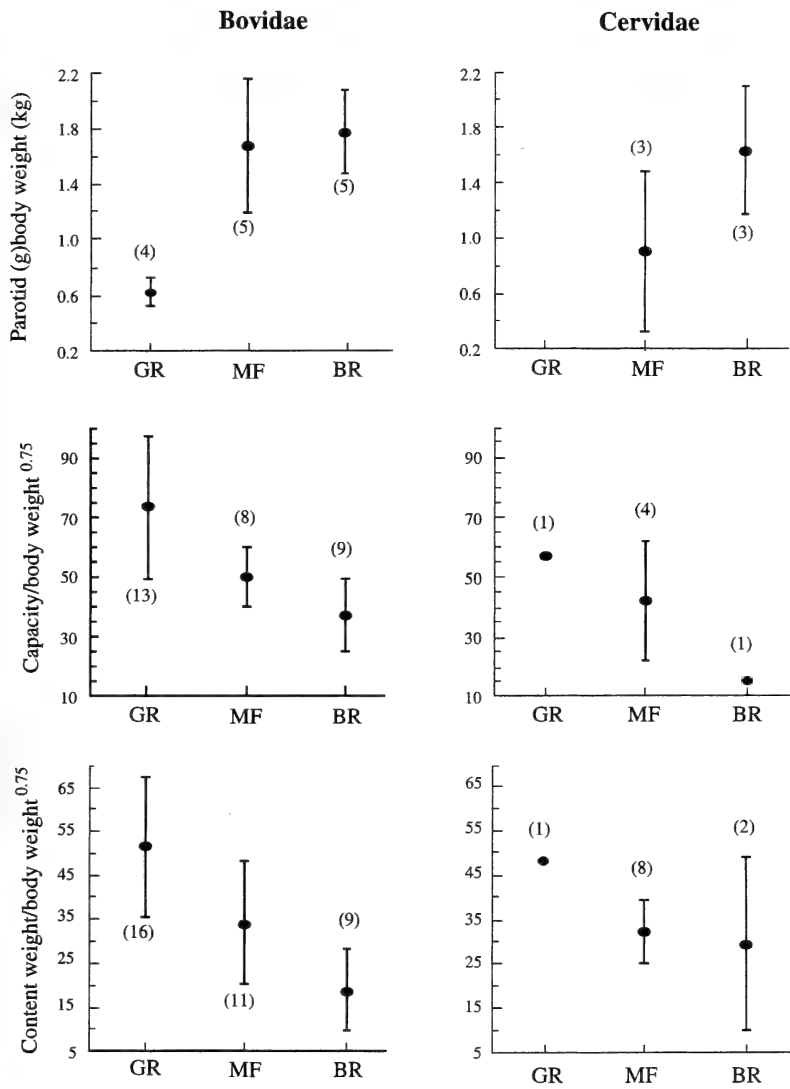 Bovidae
Cervidae
Parotid (g)body weight (kg)
2.2
1.8
1.4
1.0
0.6
0.2
(4)
(5)
(5)
GR
MF
BR
2.2
1.8
1.4
1.0
0.6
0.2
(3)
(3)
GR
MF
BR
Capacity/body weight 0.75
90
70
50
30
10
(13)
(8)
(9)
GR
MF
BR
90
70
50
30
10
(1)
(4)
(1)
GR
MF
BR
Content weight/body weight 0.75
65
55
45
35
25
15
5
(16)
(11)
(9)
GR
MF
BR
65
55
45
35
25
15
5
(1)
(8)
(2)
GR
MF
BR